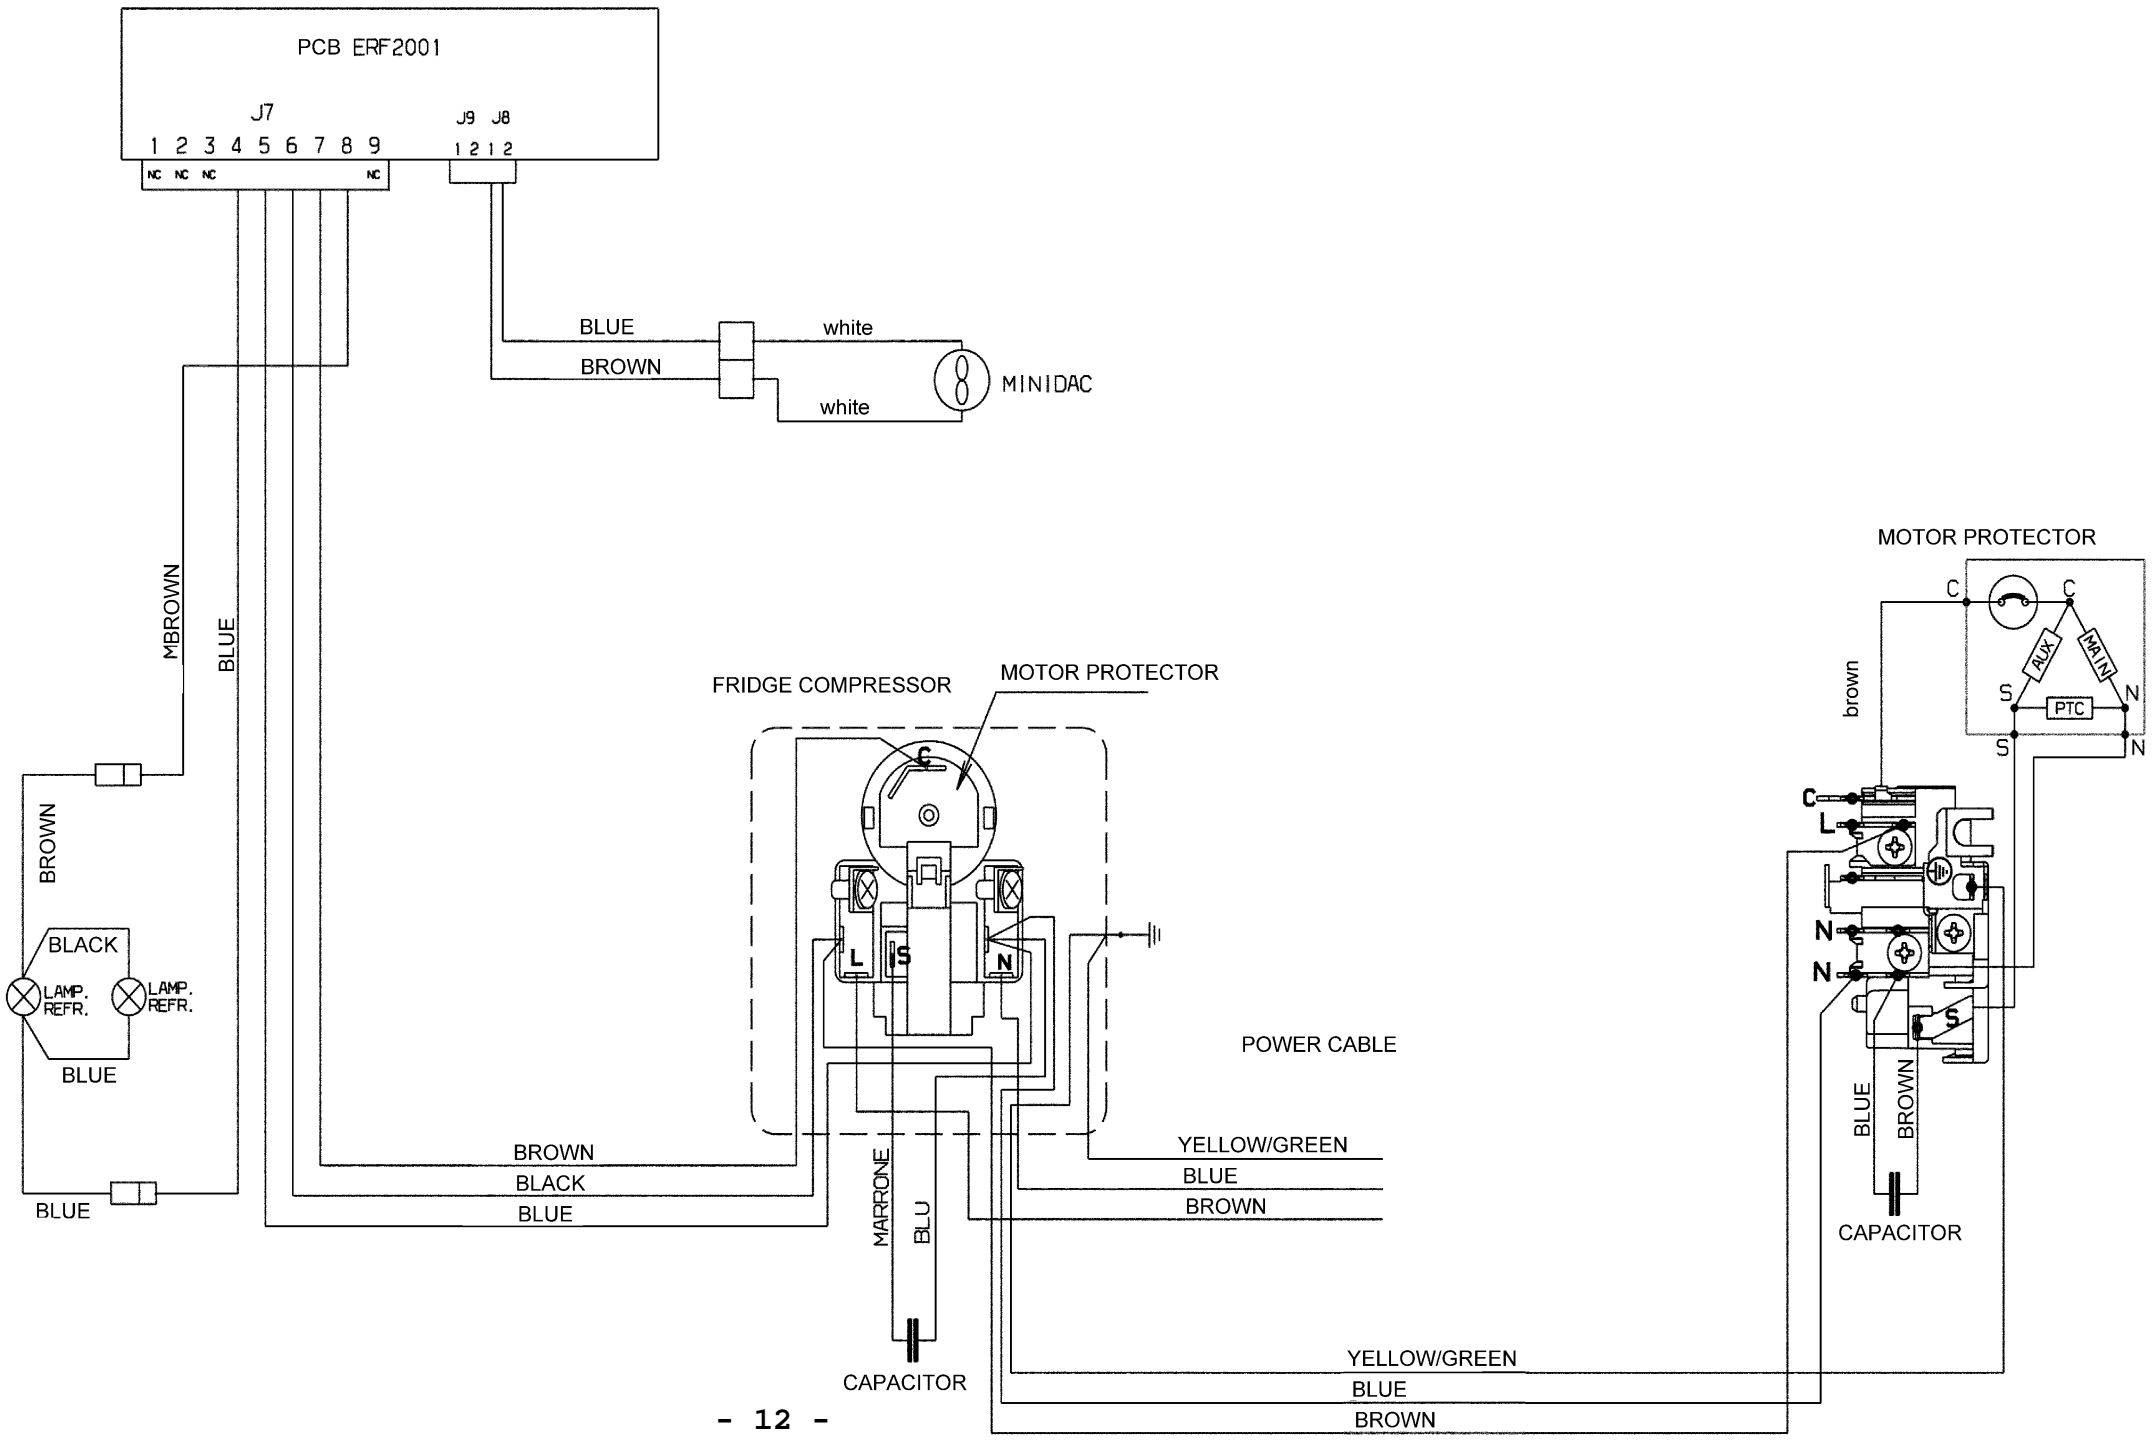 PCB ERF2001
J7
J9 J8
1 2 3 4 5 6 7 8 9
1 2 1 2
NC NC NC NC
BLUE
white
BROWN
MINIDAC
white
MOTOR PROTECTOR
C
C
MBROWN
BLUE
AUX
MAIN
brown
FRIDGE COMPRESSOR
MOTOR PROTECTOR
S
N
PTC
S
N
C
C
L
BROWN
BLACK
LAMP.
REFR.
LAMP.
REFR.
BLUE
L
S
N
N
N
S
POWER CABLE
BLUE
BROWN
BROWN
YELLOW/GREEN
BLACK
BLUE
BLUE
BROWN
BLUE
MARRONE
BLU
CAPACITOR
CAPACITOR
YELLOW/GREEN
BLUE
BROWN
- 12 -